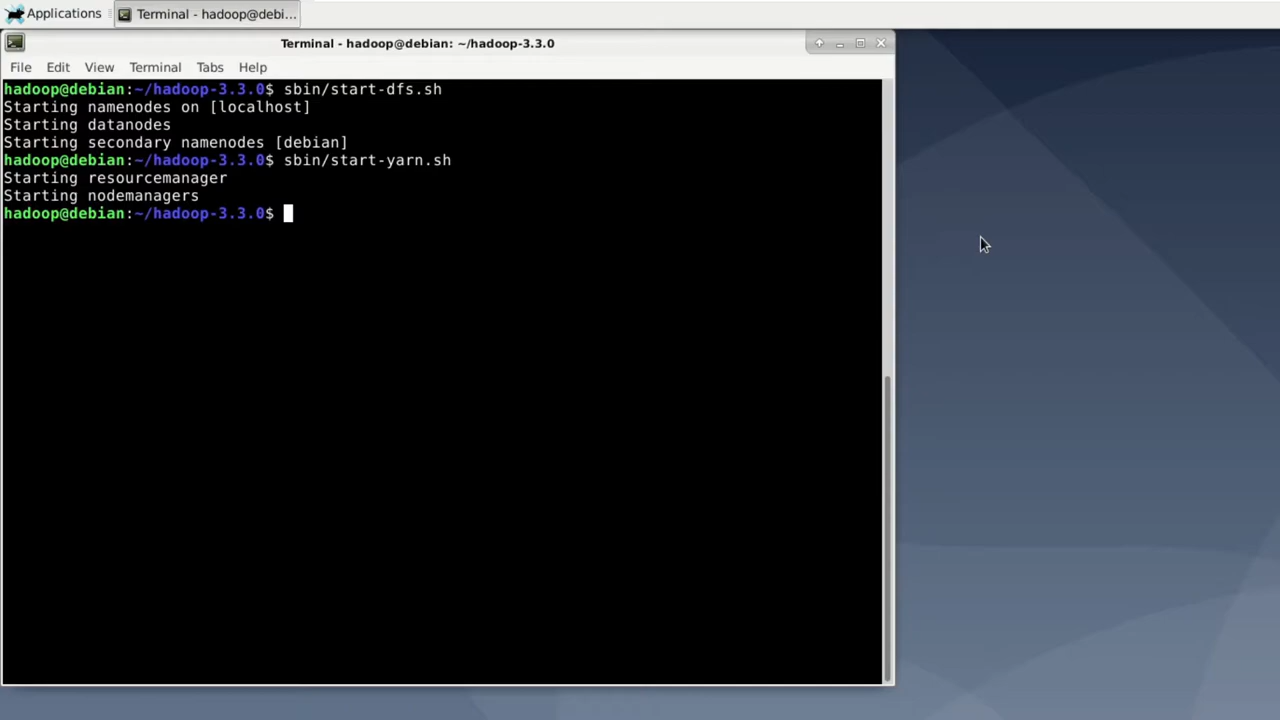 Applications
Terminal - hadoop@debi...
Terminal - hadoop@debian: ~/hadoop-3.3.0
File Edit View Terminal Tabs Help
hadoop@debian:~/hadoop-3.3.0$ sbin/start-dfs.sh
Starting namenodes on [localhost]
Starting datanodes
Starting secondary namenodes [debian]
hadoop@debian:~/hadoop-3.3.0$ sbin/start-yarn.sh
Starting resourcemanager
Starting nodemanagers
hadoop@debian:~/hadoop-3.3.0$